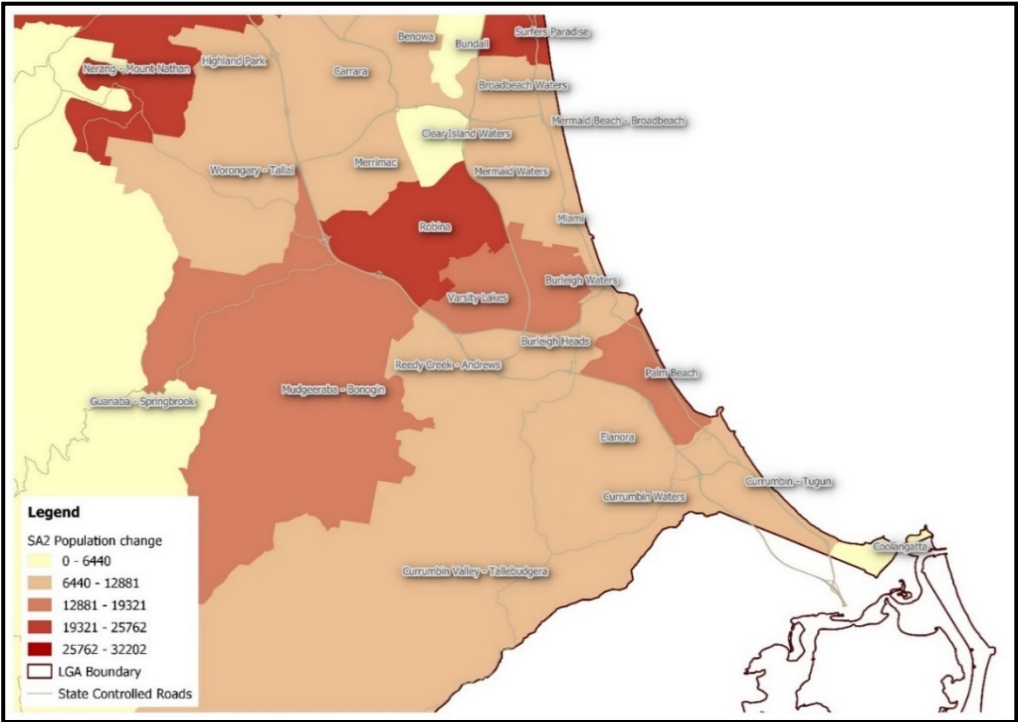 Surfers Paradise
Benowa
Bundall
Highland Park
Nerang - Mount Nathan
Carrara
Broadbeach Waters
Mermaid Beach - Broadbeach
Clear Island Waters
Merrimac
Worongary - Tallai
Mermaid Waters
Miami
Robina
Burleigh Waters
Varsity Lakes
Burleigh Heads
Reedy Creek - Andrews
Palm Beach
Mudgeeraba - Bonogin
Guanaba - Springbrook
Elanora
Currumbin - Tugun
Currumbin Waters
Coolangatta
Currumbin Valley - Tallebudgera
Legend
SA2 Population change
0 - 6440
6440 - 12881
12881 - 19321
19321 - 25762
25762 - 32202
LGA Boundary
State Controlled Roads